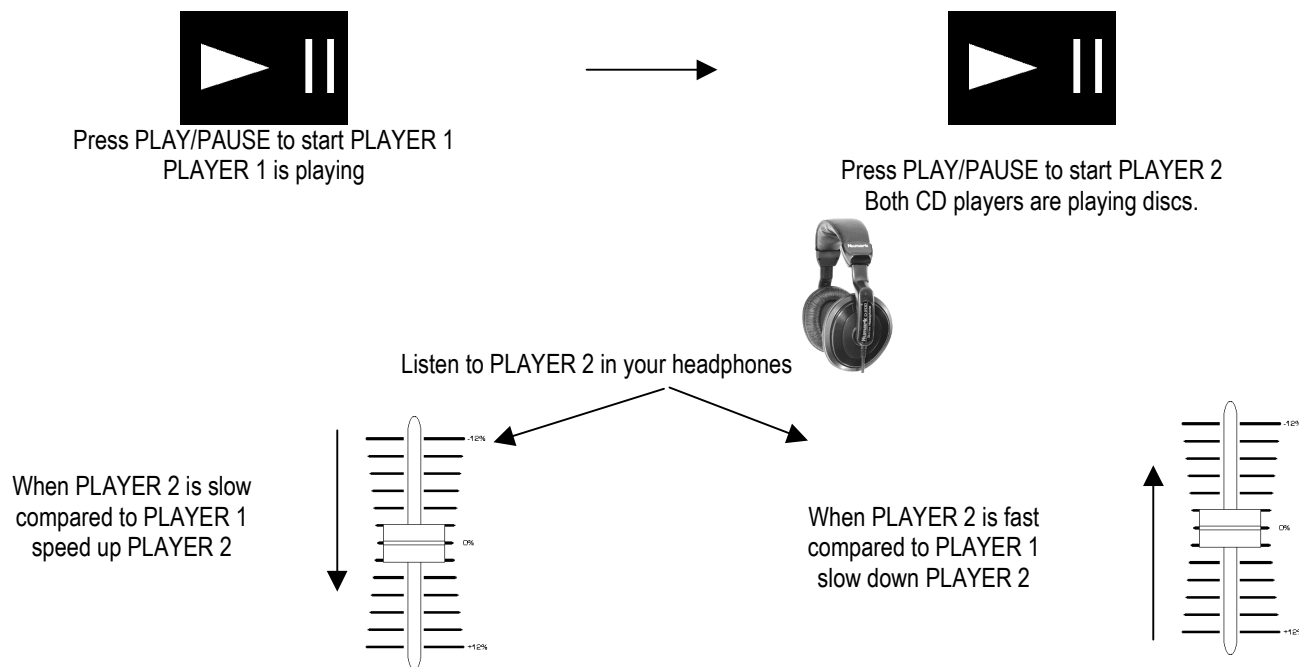 Press PLAY/PAUSE to start PLAYER 1
PLAYER 1 is playing
Press PLAY/PAUSE to start PLAYER 2
Both CD players are playing discs.
Numark
Listen to PLAYER 2 in your headphones
When PLAYER 2 is slow
compared to PLAYER 1
speed up PLAYER 2
-12%
0%
+12%
When PLAYER 2 is fast
compared to PLAYER 1
slow down PLAYER 2
-12%
0%
+12%